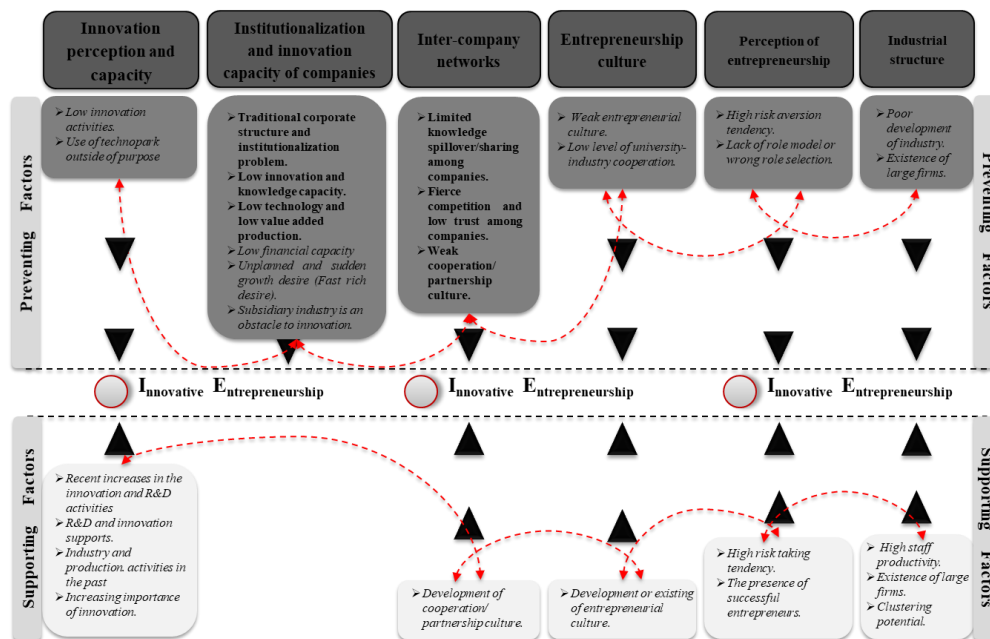 Innovation
perception and
capacity
Institutionalization
and innovation
capacity of companies
Inter-company
networks
Entrepreneurship
culture
Perception of
entrepreneurship
Industrial
structure
Preventing Factors
➢ Low innovation
activities.
➢ Use of technopark
outside of purpose
➢ Traditional corporate
structure and
institutionalization
problem.
➢ Low innovation and
knowledge capacity.
➢ Low technology and
low value added
production.
➢ Low financial capacity
➢ Unplanned and sudden
growth desire (Fast rich
desire).
➢ Subsidiary industry is an
obstacle to innovation.
➢ Limited
knowledge
spillover/sharing
among
companies.
➢ Fierce
competition and
low trust among
companies.
➢ Weak
cooperation/
partnership
culture.
➢ Weak entrepreneurial
culture.
➢ Low level of university-
industry cooperation.
➢ High risk aversion
tendency.
➢ Lack of role model or
wrong role selection.
➢ Poor
development of
industry.
➢ Existence of
large firms.
Prevening Factors
Innovative Entrepreneurship
Innovative Entrepreneurship
Innovative Entrepreneurship
Supporting Factors
➢ Recent increases in the
innovation and R&D
activities
➢ R&D and innovation
supports.
➢ Industry and
production. activities in
the past
➢ Increasing importance
of innovation.
➢ Development of
cooperation/
partnership culture.
➢ Development or existing
of entrepreneurial
culture.
➢ High risk taking
tendency.
➢ The presence of
successful
entrepreneurs.
➢ High staff
productivity.
➢ Existence of large
firms.
➢ Clustering
potential.
Supporting Factors